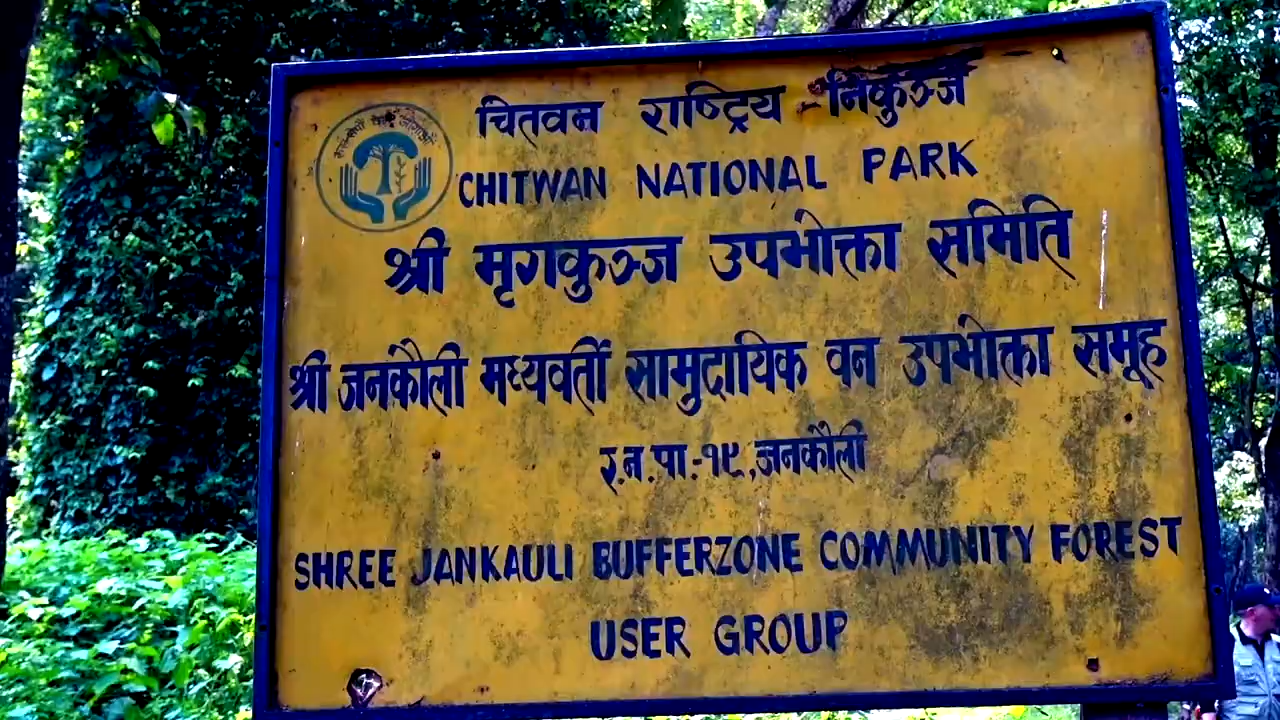 चितवन राष्ट्रिय निकुञ्ज
CHITWAN NATIONAL PARK
श्री मृगकुञ्ज उपभोक्ता समिति
श्री जनकौली मध्यवर्ती सामुदायिक वन उपभोक्ता समूह
र.न.पा.-१९,जनकौली
SHREE JANKAULI BUFFERZONE COMMUNITY FOREST
USER GROUP